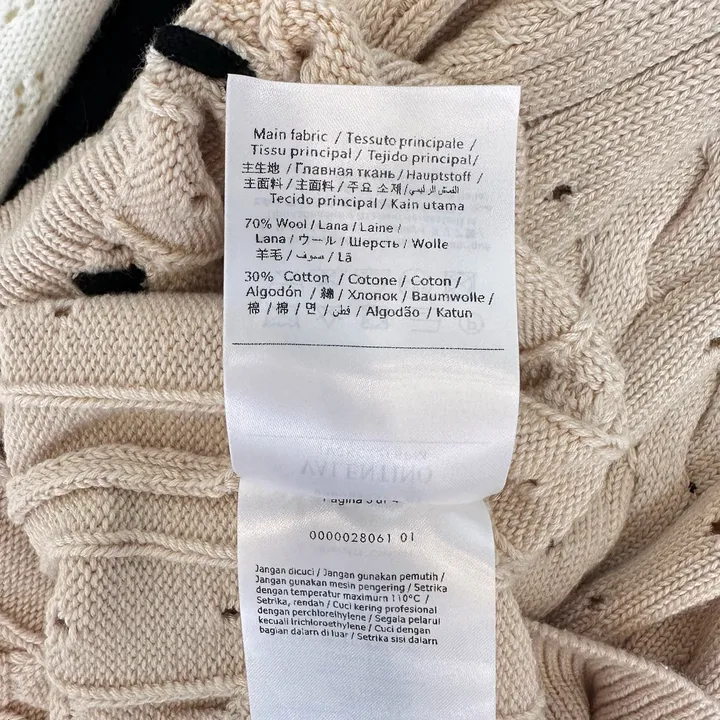 Main fabric / Tessuto principale /
Tissu principal / Tejido principal/
主生地 / Главная ткань / Hauptstoff /
主面料 / 主面料 / 주요 소재 /
Tecido principal / Kain utama
70% Wool / Lana / Laine /
Lana / ウール / Шерсть / Wolle
羊毛 / صوف / Lã
30% Cotton / Cotone / Coton /
Algodón / 綿 / Хлопок / Baumwolle /
棉 / 棉 / 면 / قطن / Algodão / Katun
VALENTINO
0000028061 01
Jangan dicuci / Jangan gunakan pemutih /
Jangan gunakan mesin pengering / Setrika
dengan temperatur maximum 110°C /
Setrika, rendah / Cuci kering profesional
dengan perchlorethylene / Segala pelarul
kecuali trichloroethylene / Cuci dengan
bagian dalam di luar / Setrika sisi dalam